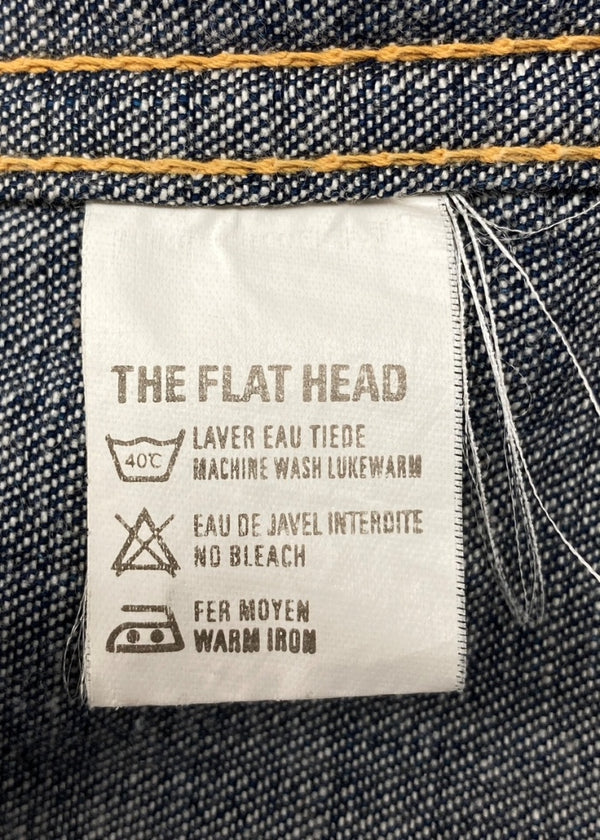 THE FLAT HEAD
40℃
LAVER EAU TIEDE
MACHINE WASH LUKEWARM
EAU DE JAVEL INTERDITE
NO BLEACH
FER MOYEN
WARM IRON